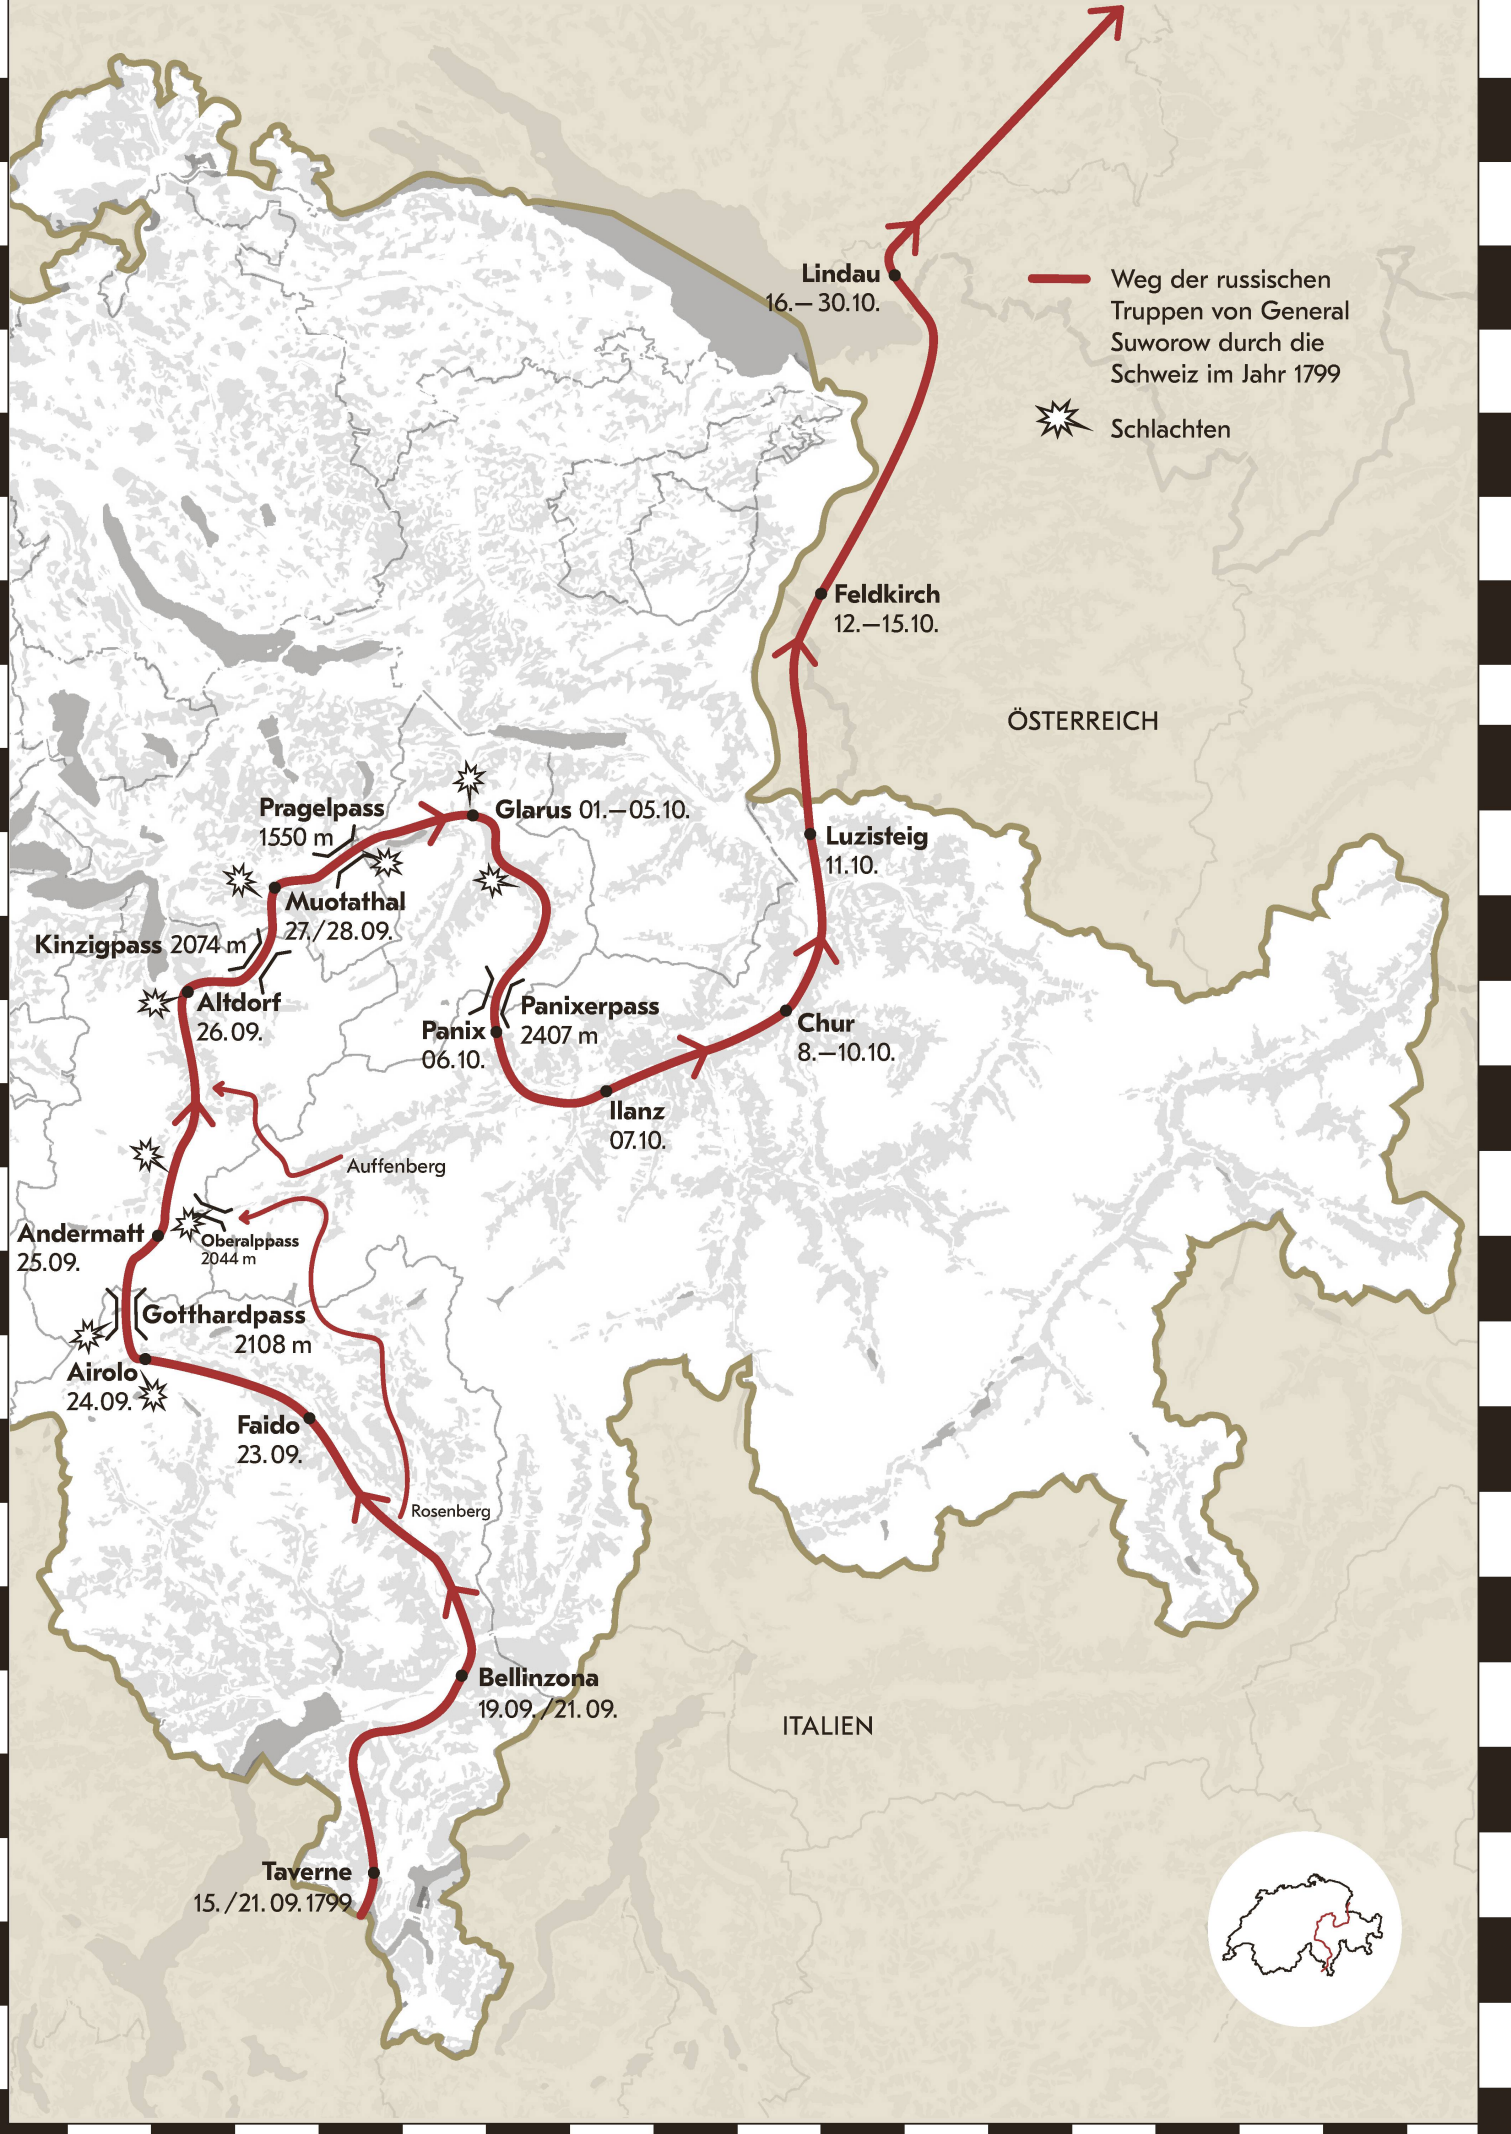 Lindau
16.– 30.10.
Weg der russischen
Truppen von General
Suworow durch die
Schweiz im Jahr 1799
Schlachten
Feldkirch
12.–15.10.
ÖSTERREICH
Pragelpass
1550 m
Glarus 01.–05.10.
Luzisteig
11.10.
Muotathal
27./28.09.
Kinzigpass 2074 m
Altdorf
26.09.
Panixerpass
2407 m
Panix
06.10.
Chur
8.–10.10.
Ilanz
07.10.
Auffenberg
Andermatt
25.09.
Oberalppass
2044 m
Gotthardpass
2108 m
Airolo
24.09.
Faido
23.09.
Rosenberg
Bellinzona
19.09./21.09.
ITALIEN
Taverne
15./21.09.1799